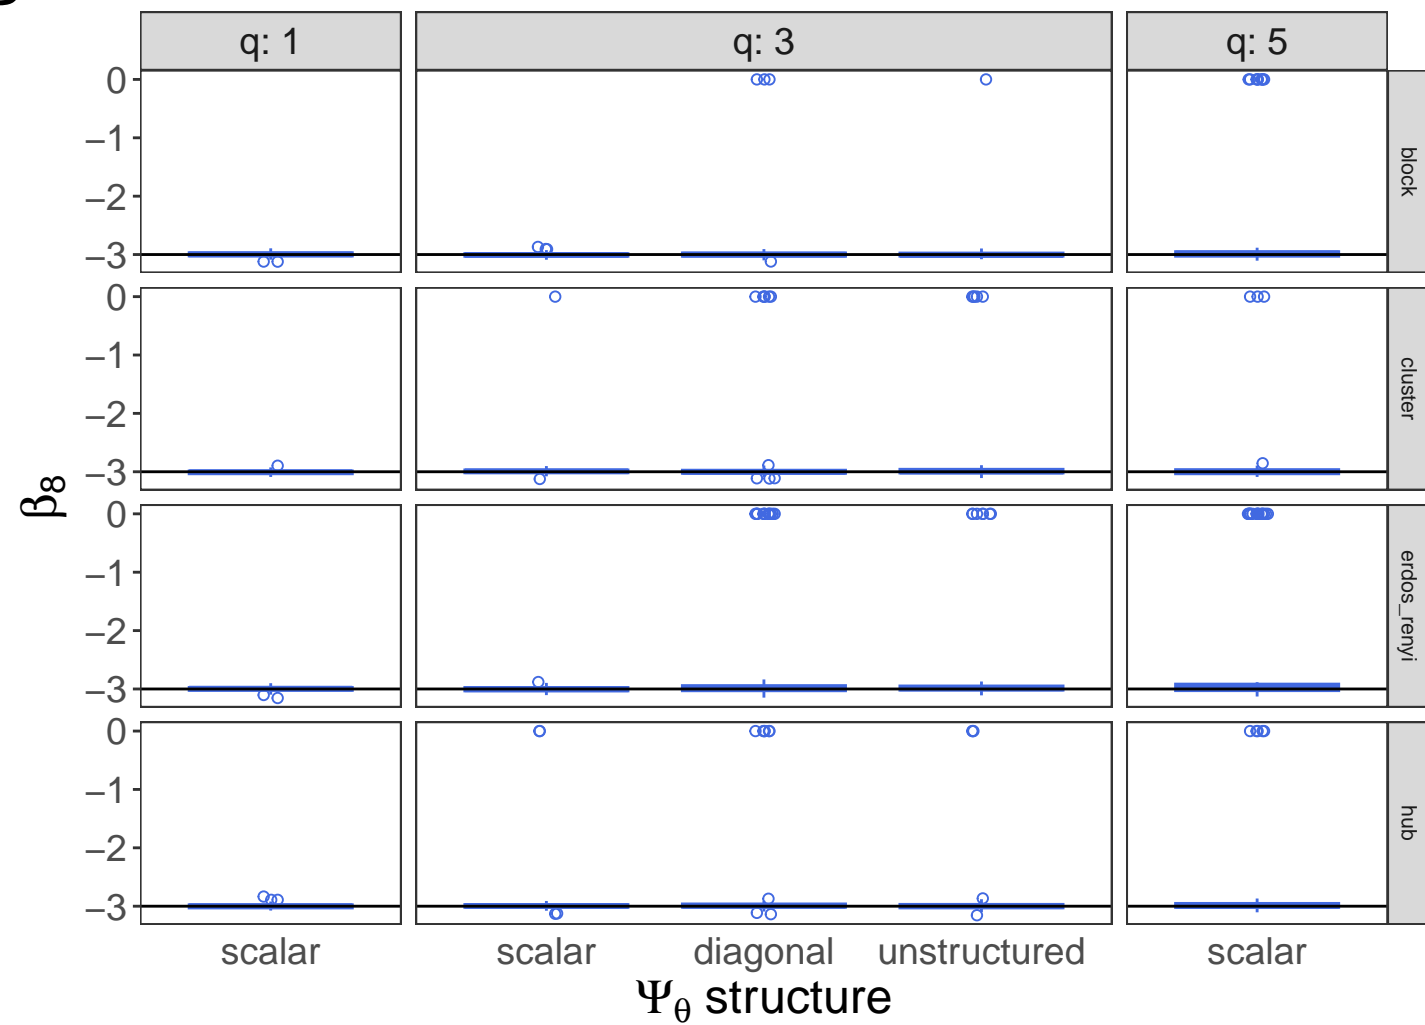 q: 1
q: 3
q: 5
0
−1
−2
−3
block
0
−1
−2
−3
cluster
0
−1
−2
−3
erdos_renyi
0
−1
−2
−3
hub
β8
scalar
scalar
diagonal
unstructured
scalar
Ψθ structure